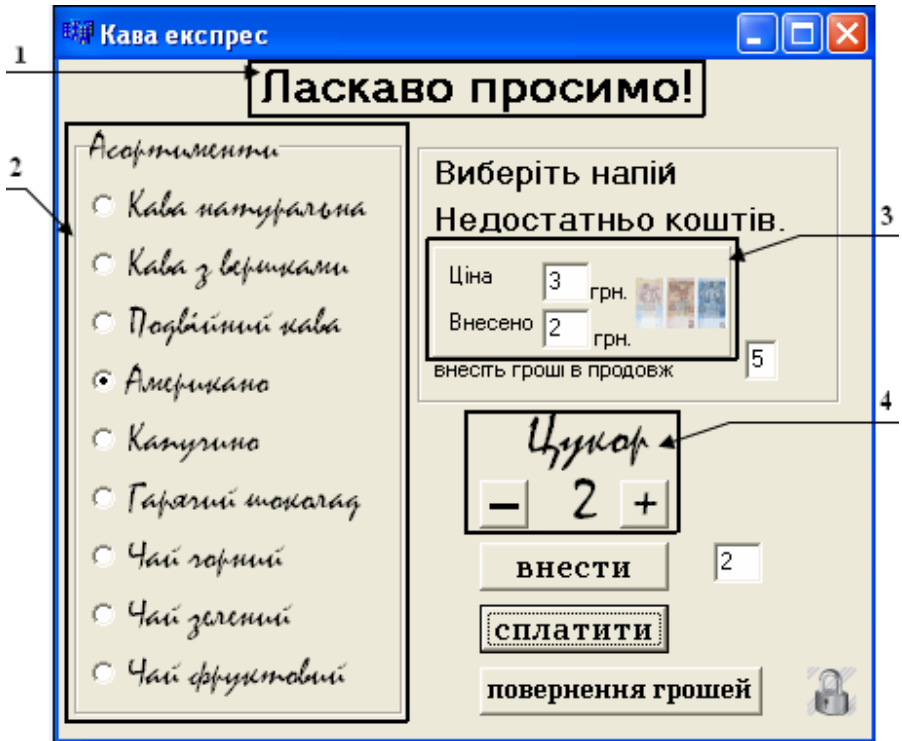 Кава експрес
1
Ласкаво просимо!
2
Асортименти
Кава натуральна
Кава з вершками
Подвійний кава
Американо
Капучино
Гарячий шоколад
Чай чорний
Чай зелений
Чай фруктовий
Виберіть напій
Недостатньо коштів.
3
Ціна 3 грн.
Внесено 2 грн.
внесіть гроші в продовж 5
4
Цукор
– 2 +
внести 2
сплатити
повернення грошей